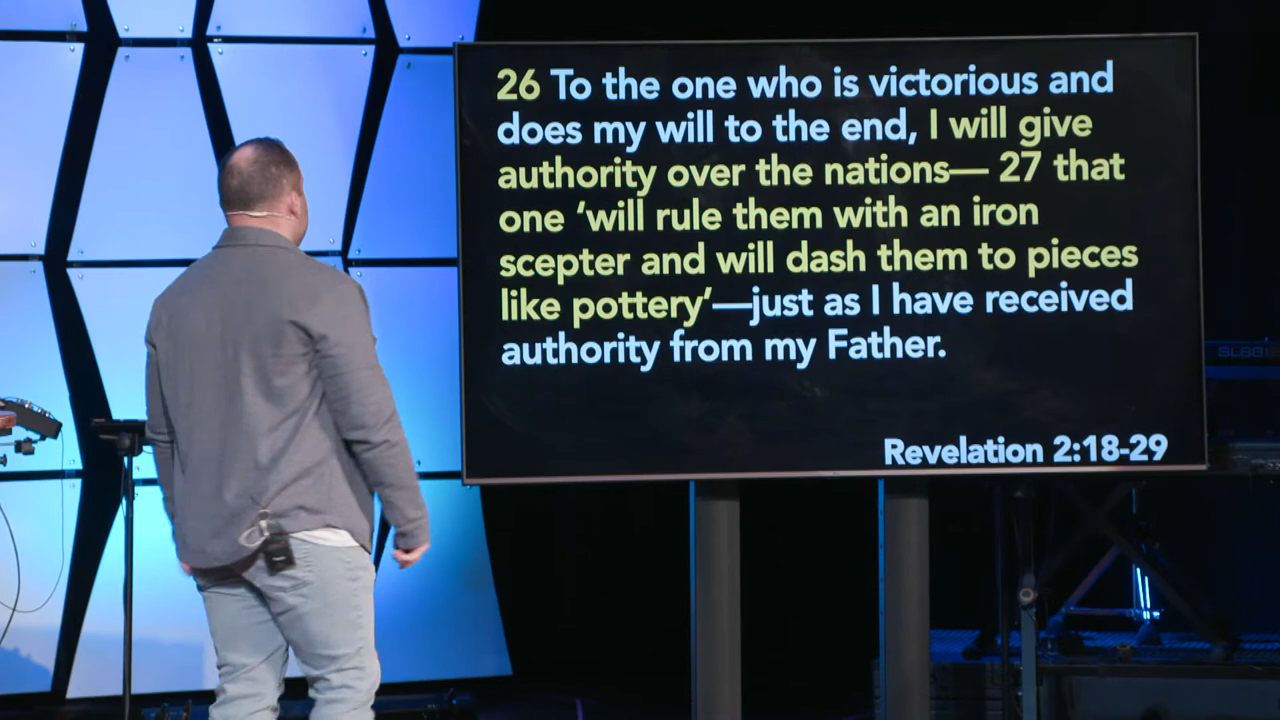 26 To the one who is victorious and
does my will to the end, I will give
authority over the nations— 27 that
one ‘will rule them with an iron
scepter and will dash them to pieces
like pottery’—just as I have received
authority from my Father.
Revelation 2:18-29